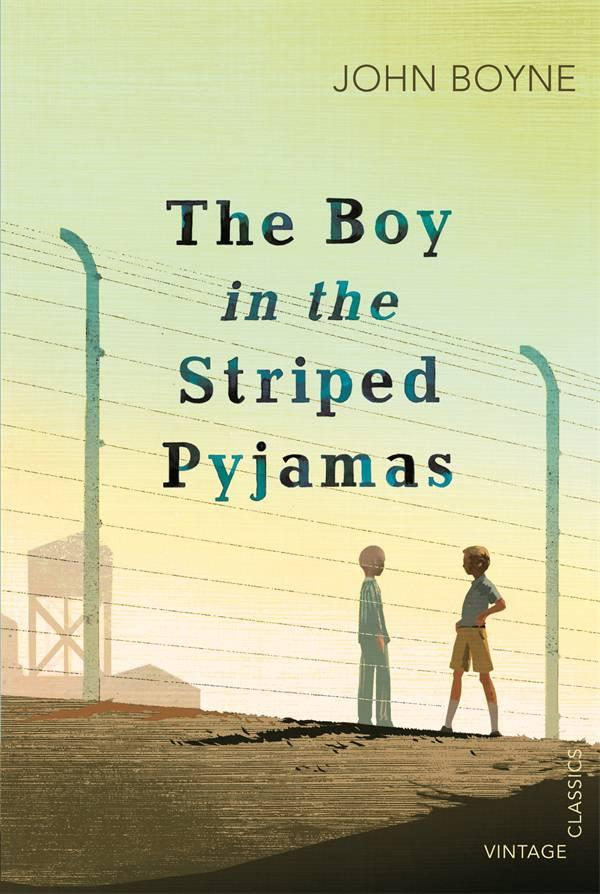 JOHN BOYNE
The Boy
in the
Striped
Pyjamas
VINTAGE
CLASSICS